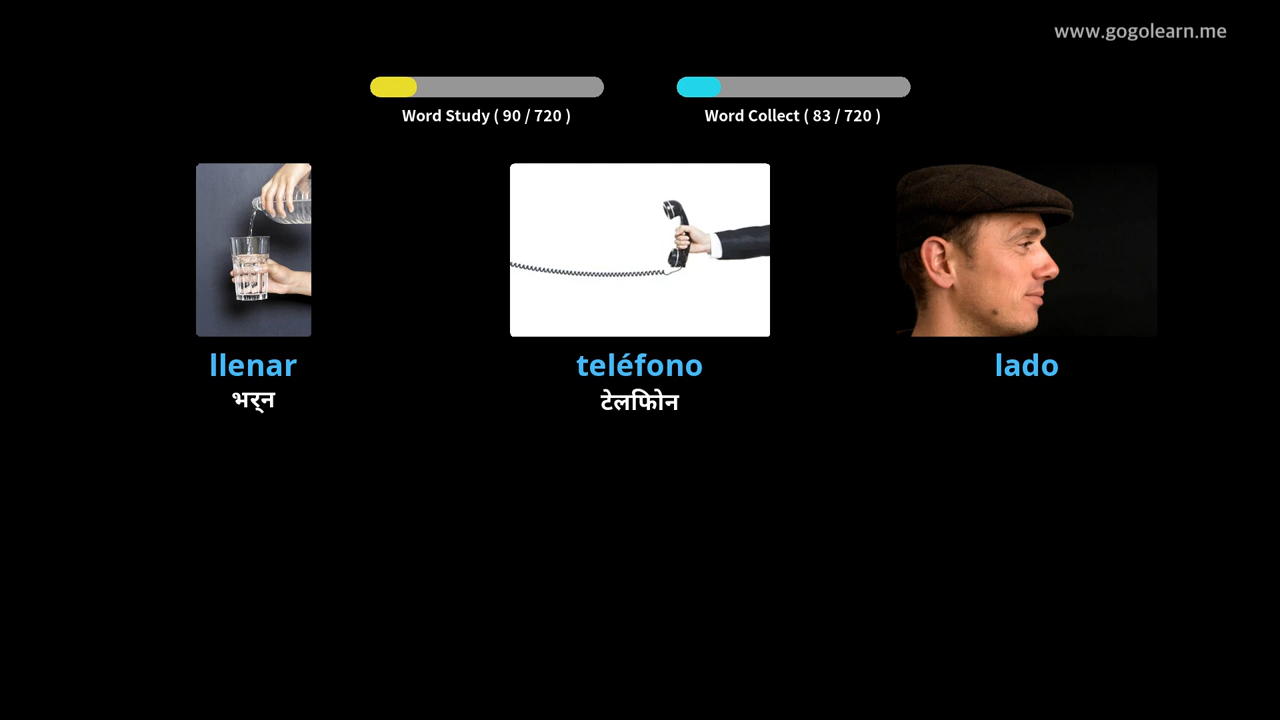 www.gogolearn.me
Word Study ( 90 / 720 )
Word Collect ( 83 / 720 )
llenar
भर्न
teléfono
टेलिफोन
lado